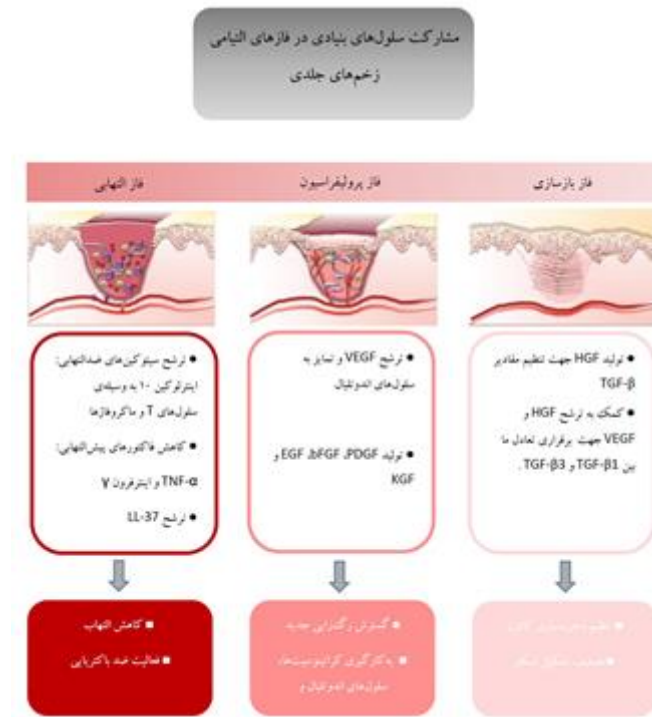 مشارکت سلول‌های بنیادی در فازهای التیامی
زخم‌های جلدی
فاز التهابی
فاز پرولیفراسیون
فاز بازسازی
● ترشح سیتوکین‌های ضدالتهابی:
اینترلوکین ۱۰ به وسیله‌ی
سلول‌های T و ماکروفاژها
● کاهش فاکتورهای پیش‌التهابی:
TNF-α و اینترفرون γ
● ترشح LL-37
● ترشح VEGF و تمایز به
سلول‌های اندوتلیال
● تولید EGF ،bFGF ،PDGF و
KGF
● تولید HGF جهت تنظیم مقادیر
TGF-β
● کمک به ترشح HGF و
VEGF جهت برقراری تعادل ما
بین TGF-β1 و TGF-β3 .
■ کاهش التهاب
■ فعالیت ضد باکتریایی
■ گسترش رگزایی جدید
■ به‌کارگیری کراتینوسیت‌ها،
سلول‌های اندوتلیال و